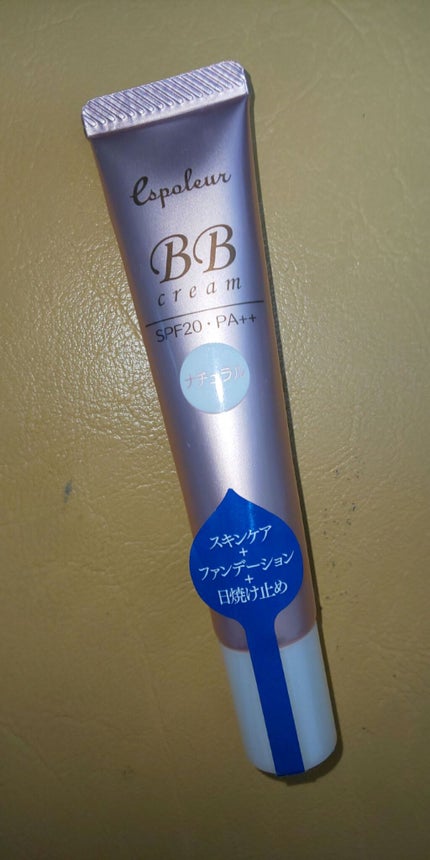 espoleur
BB
cream
SPF20・PA++
ナチュラル
スキンケア
+
ファンデーション
+
日焼け止め